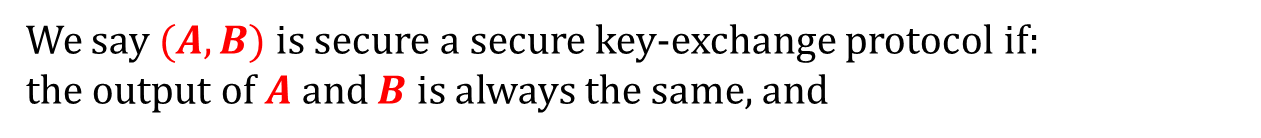 We say (A, B) is secure a secure key-exchange protocol if:
the output of A and B is always the same, and